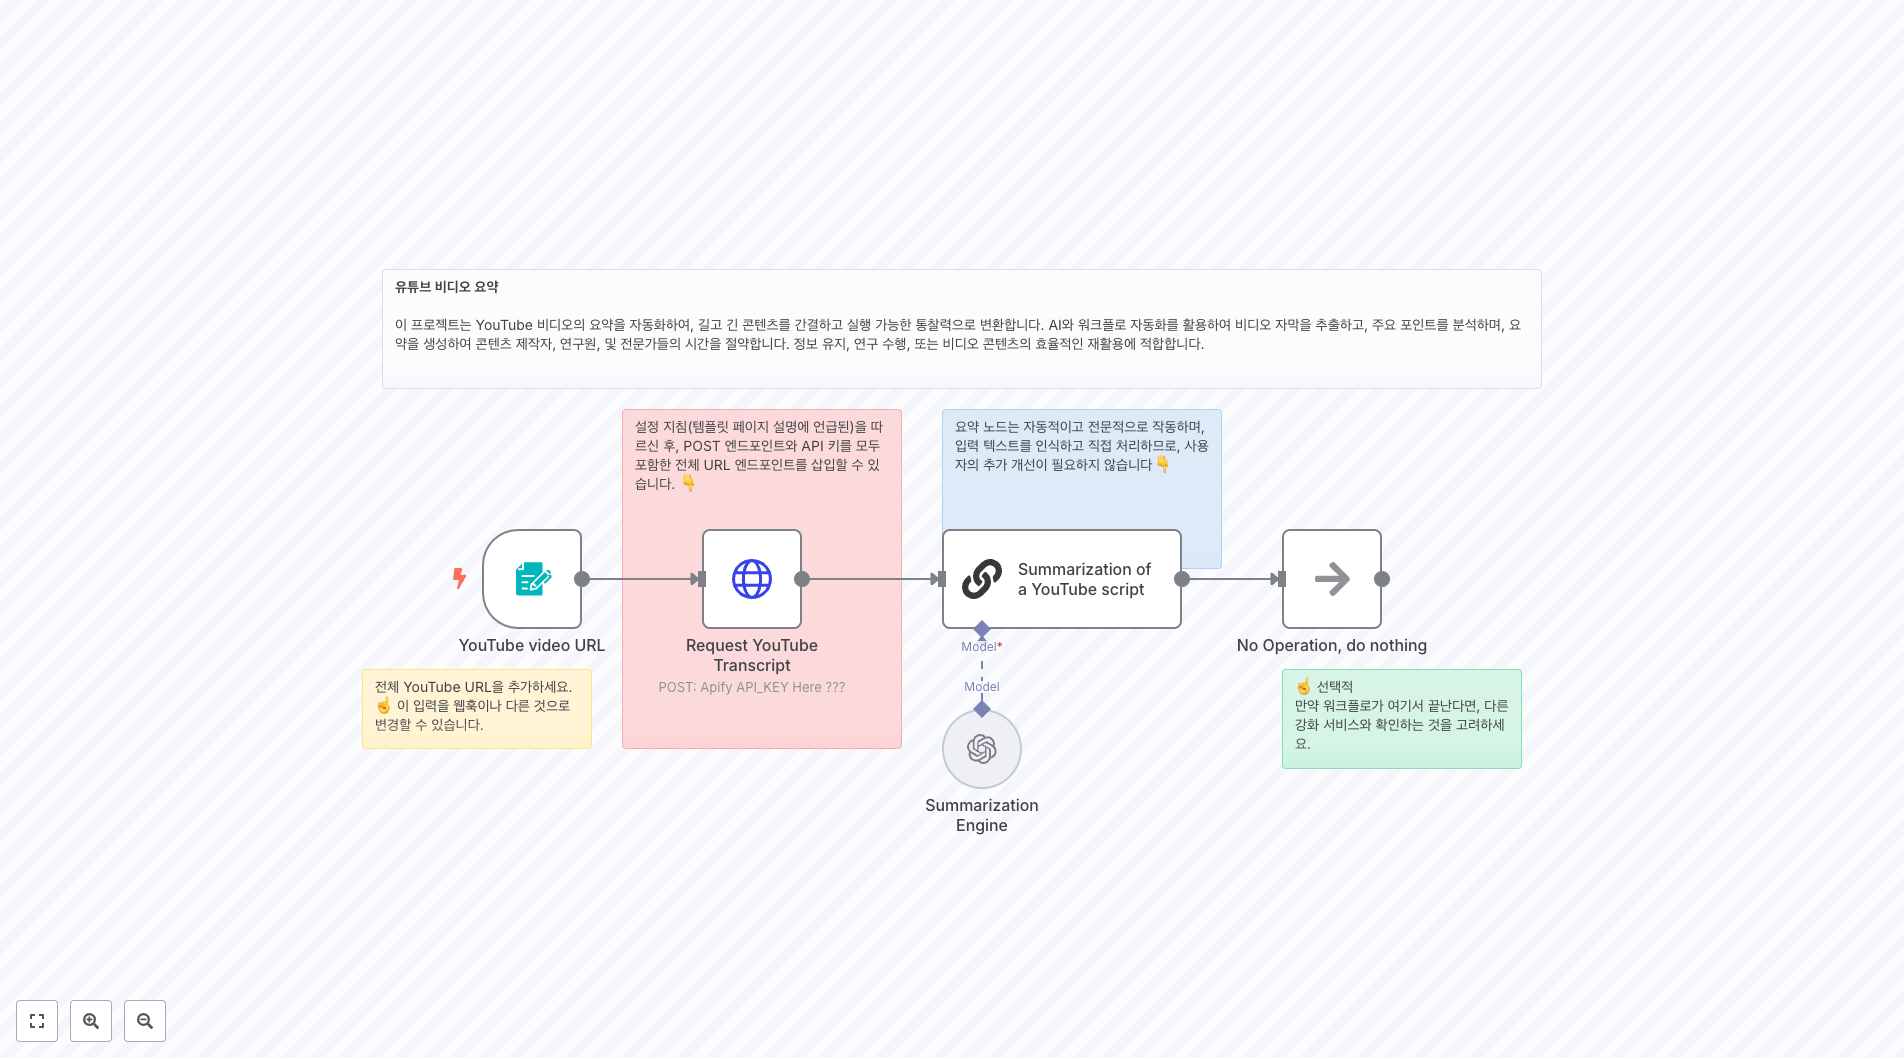 유튜브 비디오 요약
이 프로젝트는 YouTube 비디오의 요약을 자동화하여, 길고 긴 콘텐츠를 간결하고 실행 가능한 통찰력으로 변환합니다. AI와 워크플로 자동화를 활용하여 비디오 자막을 추출하고, 주요 포인트를 분석하며, 요
약을 생성하여 콘텐츠 제작자, 연구원, 및 전문가들의 시간을 절약합니다. 정보 유지, 연구 수행, 또는 비디오 콘텐츠의 효율적인 재활용에 적합합니다.
설정 지침(템플릿 페이지 설명에 언급된)을 따
르신 후, POST 엔드포인트와 API 키를 모두
포함한 전체 URL 엔드포인트를 삽입할 수 있
습니다. 👇
요약 노드는 자동적이고 전문적으로 작동하며,
입력 텍스트를 인식하고 직접 처리하므로, 사용
자의 추가 개선이 필요하지 않습니다👇
Summarization of
a YouTube script
YouTube video URL
Request YouTube
Transcript
POST: Apify API_KEY Here ???
Model*
Model
No Operation, do nothing
전체 YouTube URL을 추가하세요.
☝️ 이 입력을 웹훅이나 다른 것으로
변경할 수 있습니다.
☝️ 선택적
만약 워크플로가 여기서 끝난다면, 다른
강화 서비스와 확인하는 것을 고려하세
요.
Summarization
Engine